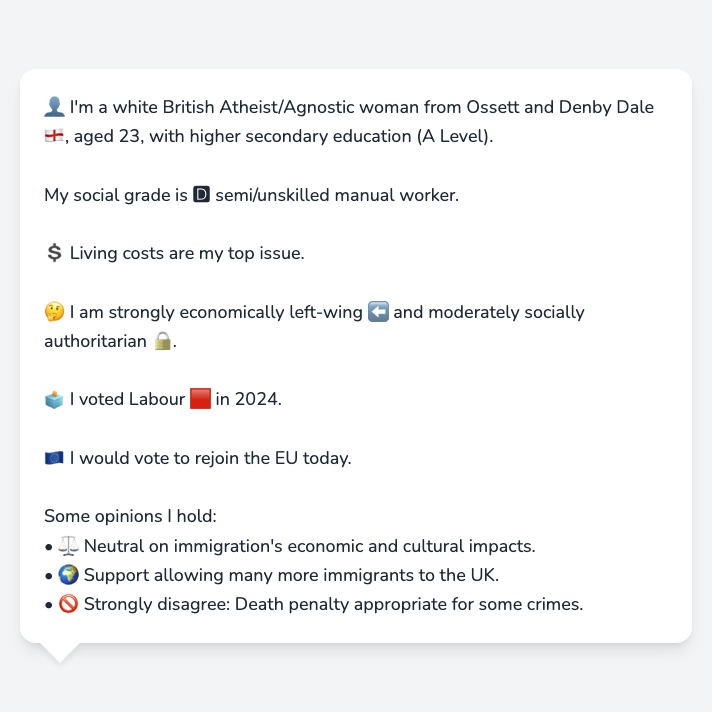 👤 I'm a white British Atheist/Agnostic woman from Ossett and Denby Dale
🏴󠁧󠁢󠁥󠁮󠁧󠁿, aged 23, with higher secondary education (A Level).
My social grade is 🅳 semi/unskilled manual worker.
💲 Living costs are my top issue.
🤔 I am strongly economically left-wing ⬅️ and moderately socially
authoritarian 🔒.
🗳️ I voted Labour 🟥 in 2024.
🇪🇺 I would vote to rejoin the EU today.
Some opinions I hold:
• ⚖️ Neutral on immigration's economic and cultural impacts.
• 🌍 Support allowing many more immigrants to the UK.
• 🚫 Strongly disagree: Death penalty appropriate for some crimes.